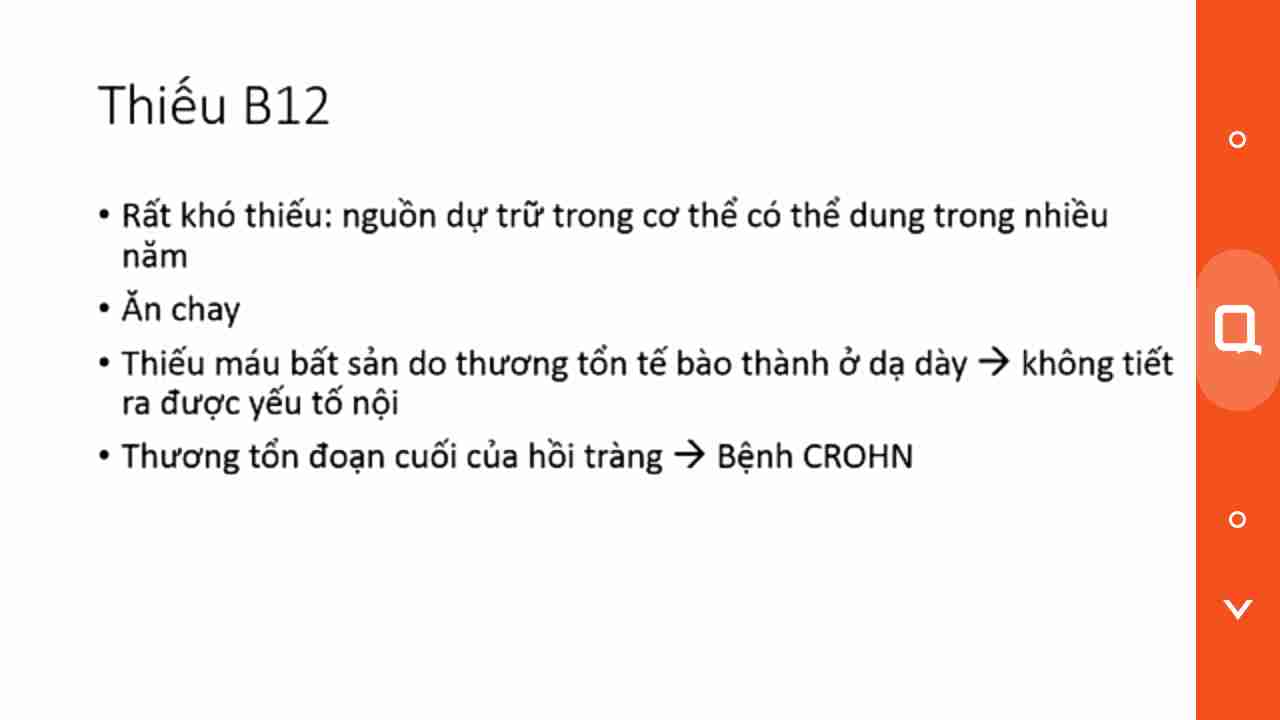 Thiếu B12
• Rất khó thiếu: nguồn dự trữ trong cơ thể có thể dung trong nhiều
năm
• Ăn chay
• Thiếu máu bất sản do thương tổn tế bào thành ở dạ dày → không tiết
ra được yếu tố nội
• Thương tổn đoạn cuối của hồi tràng → Bệnh CROHN